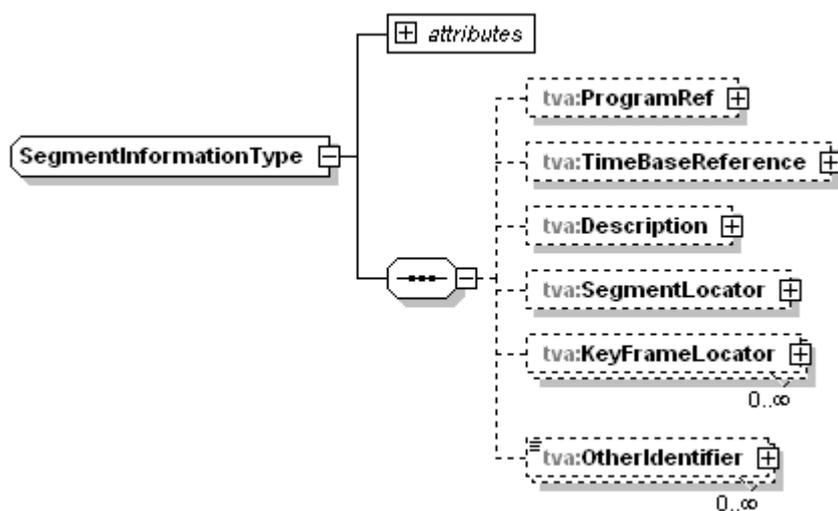 attributes
tva:ProgramRef
SegmentInformationType
tva:TimeBaseReference
tva:Description
tva:SegmentLocator
tva:KeyFrameLocator
0..∞
tva:OtherIdentifier
0..∞